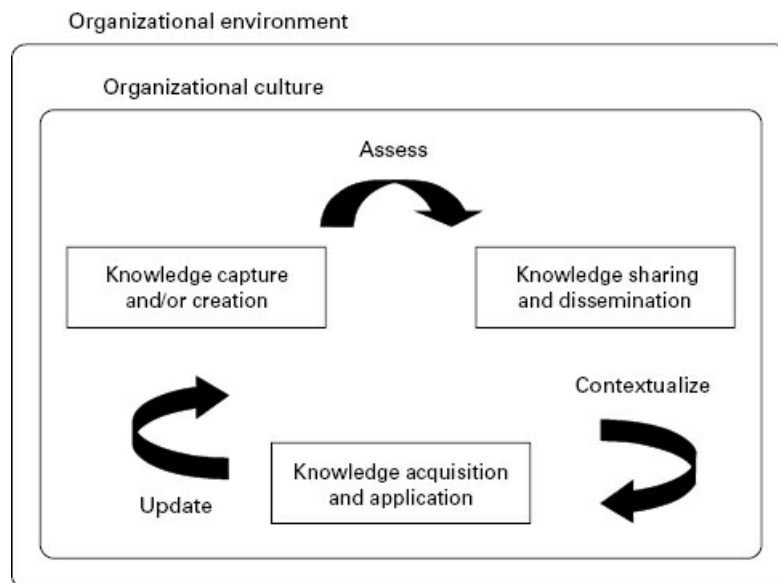 Organizational environment
Organizational culture
Assess
Knowledge capture
and/or creation
Knowledge sharing
and dissemination
Contextualize
Knowledge acquisition
and application
Update